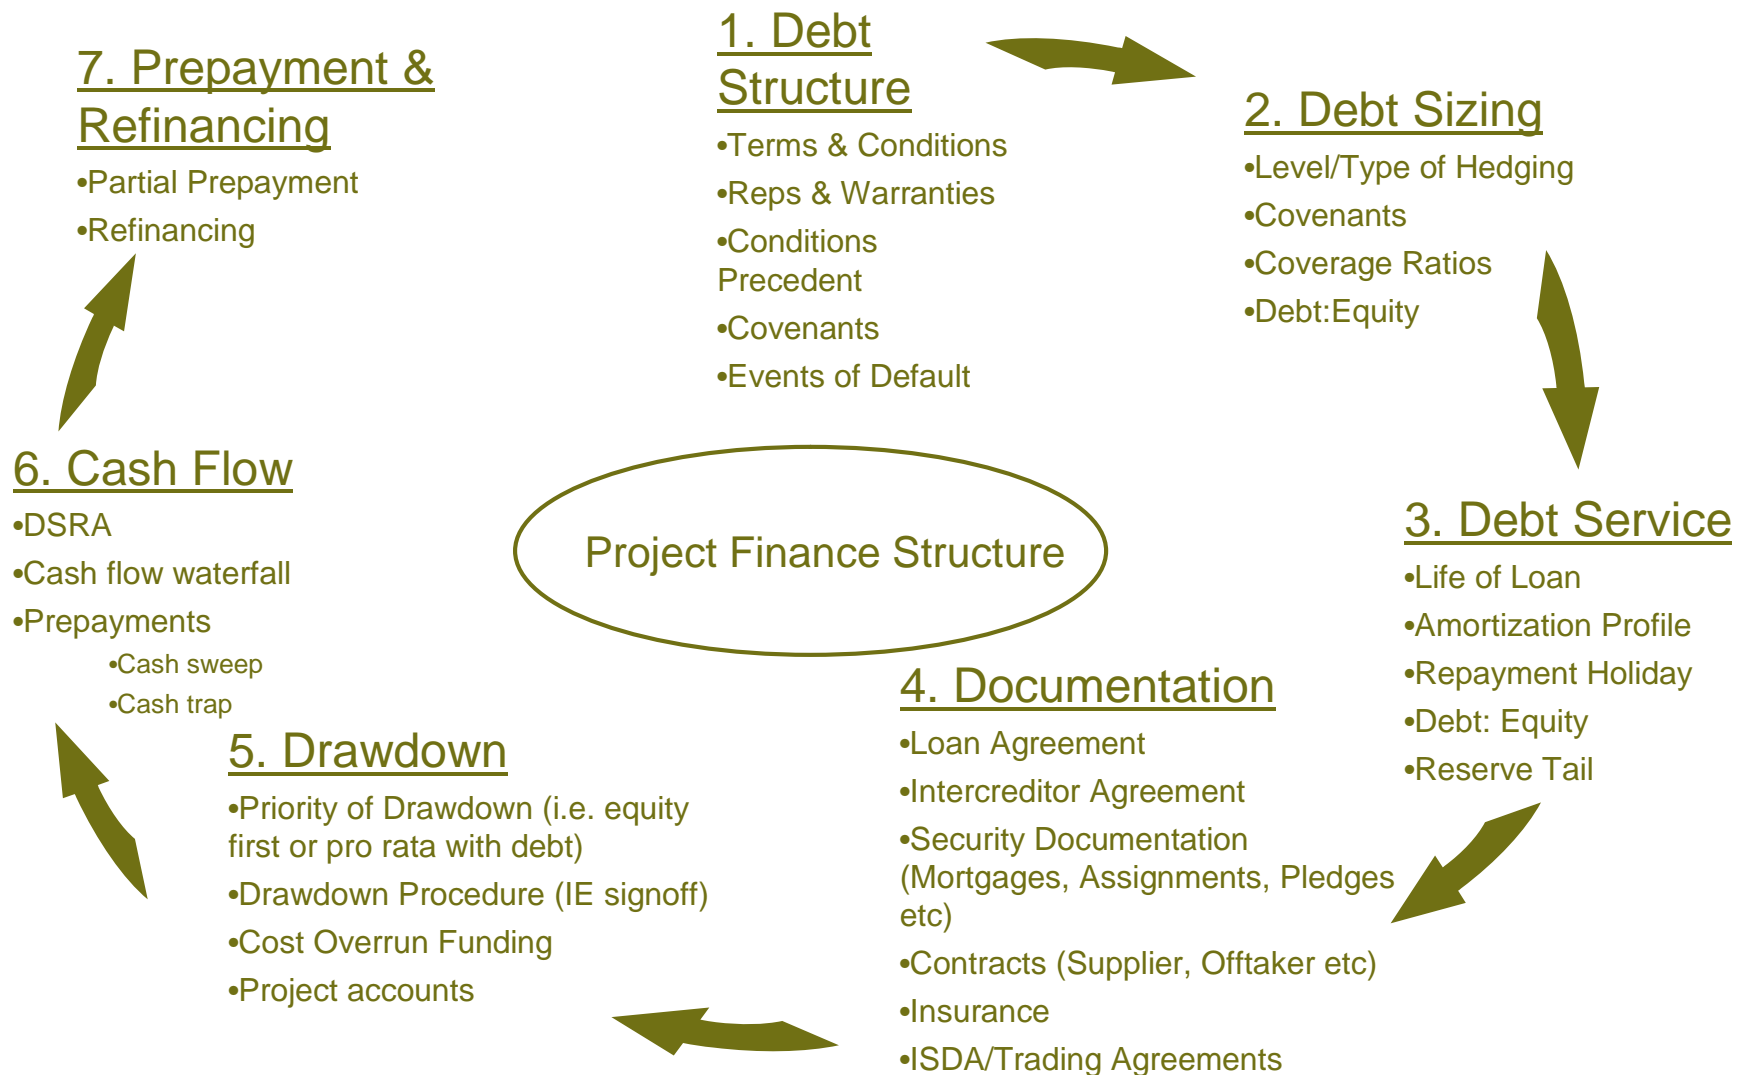 1. Debt
Structure
•Terms & Conditions
•Reps & Warranties
•Conditions
Precedent
•Covenants
•Events of Default
2. Debt Sizing
•Level/Type of Hedging
•Covenants
•Coverage Ratios
•Debt:Equity
3. Debt Service
•Life of Loan
•Amortization Profile
•Repayment Holiday
•Debt: Equity
•Reserve Tail
4. Documentation
•Loan Agreement
•Intercreditor Agreement
•Security Documentation
(Mortgages, Assignments, Pledges
etc)
•Contracts (Supplier, Offtaker etc)
•Insurance
•ISDA/Trading Agreements
5. Drawdown
•Priority of Drawdown (i.e. equity
first or pro rata with debt)
•Drawdown Procedure (IE signoff)
•Cost Overrun Funding
•Project accounts
6. Cash Flow
•DSRA
•Cash flow waterfall
•Prepayments
•Cash sweep
•Cash trap
7. Prepayment &
Refinancing
•Partial Prepayment
•Refinancing
Project Finance Structure